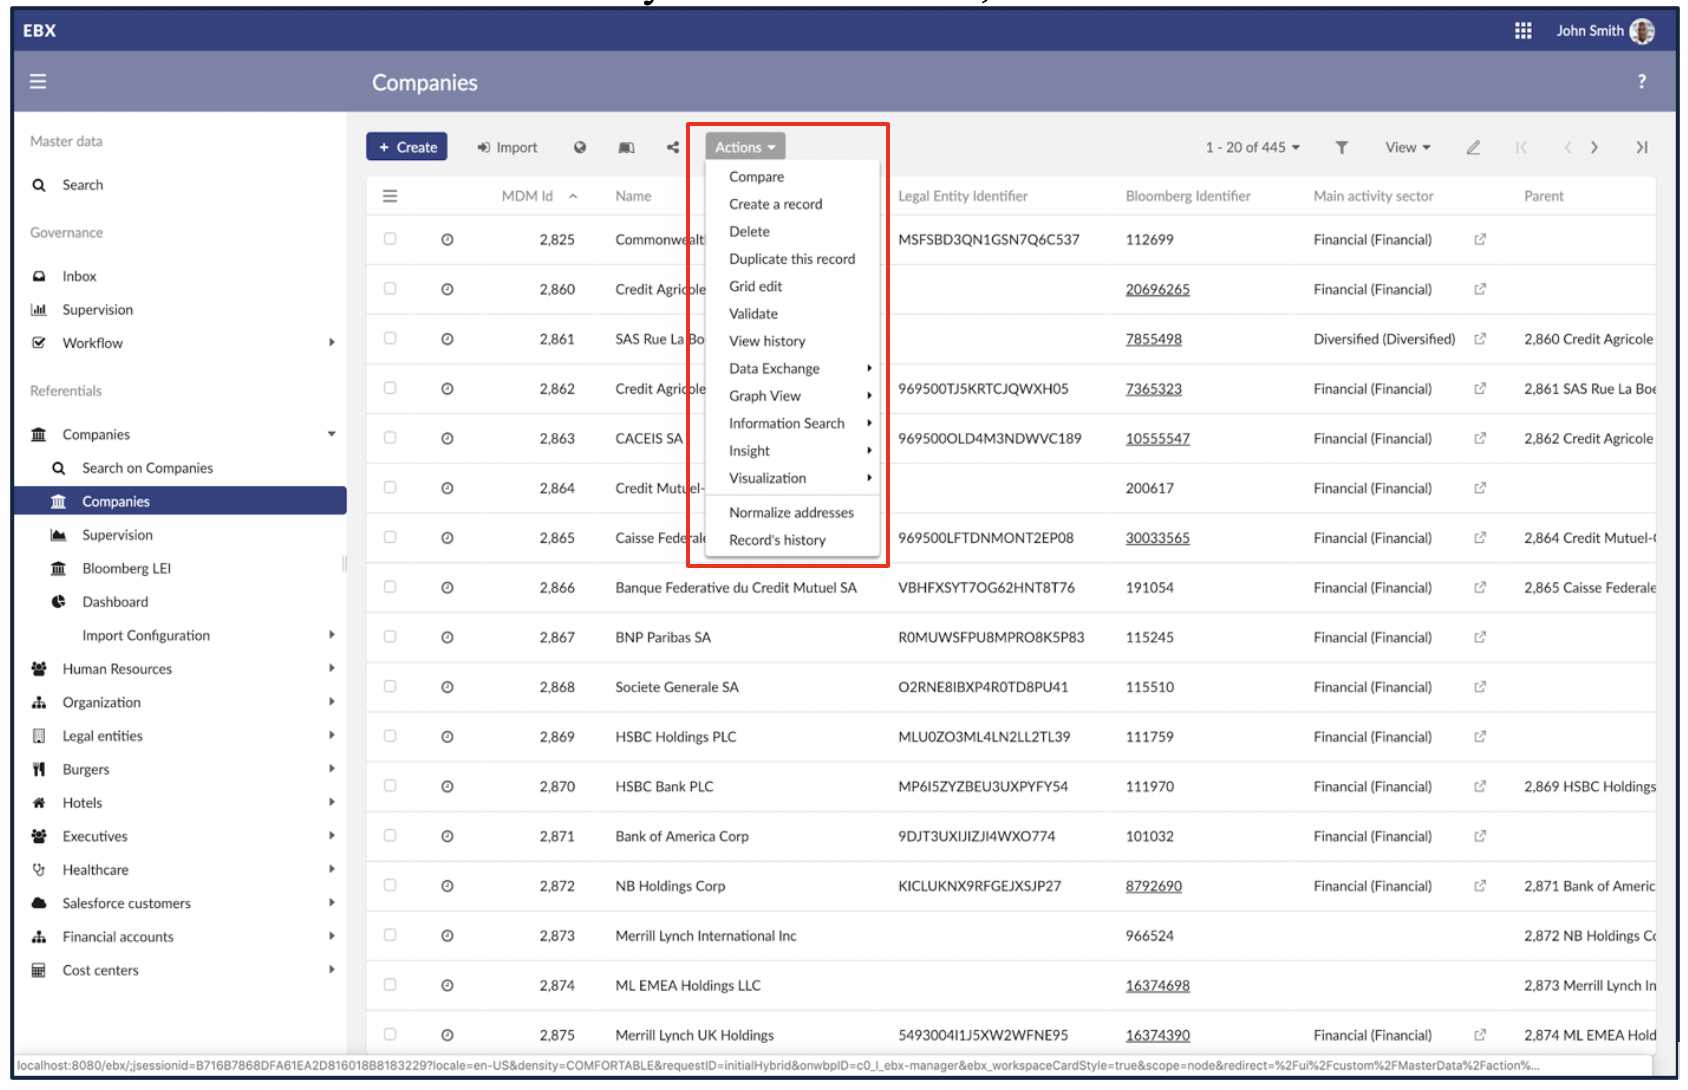 EBX
John Smith
Companies
?
Master data
Search
Governance
Inbox
Supervision
Workflow
Referentials
Companies
Search on Companies
Companies
Supervision
Bloomberg LEI
Dashboard
Import Configuration
Human Resources
Organization
Legal entities
Burgers
Hotels
Executives
Healthcare
Salesforce customers
Financial accounts
Cost centers
+ Create Import Actions 1 - 20 of 445 View
Compare
Create a record
Delete
Duplicate this record
Grid edit
Validate
View history
Data Exchange
Graph View
Information Search
Insight
Visualization
Normalize addresses
Record's history
MDM Id Name Legal Entity Identifier Bloomberg Identifier Main activity sector Parent
2,825 Commonwealt MSFSBD3QN1GSN7Q6C537 112699 Financial (Financial)
2,860 Credit Agricole 20696265 Financial (Financial)
2,861 SAS Rue La Bo 7855498 Diversified (Diversified) 2,860 Credit Agricole
2,862 Credit Agricole 969500TJ5KRTCJQWXH05 7365323 Financial (Financial) 2,861 SAS Rue La Boe
2,863 CACEIS SA 969500OLD4M3NDWVC189 10555547 Financial (Financial) 2,862 Credit Agricole
2,864 Credit Mutuel- 200617 Financial (Financial)
2,865 Caisse Federale 969500LFTDNMONT2EP08 30033565 Financial (Financial) 2,864 Credit Mutuel-
2,866 Banque Federative du Credit Mutuel SA VBHFXSYT7OG62HNT8T76 191054 Financial (Financial) 2,865 Caisse Federale
2,867 BNP Paribas SA R0MUWSFPU8MPRO8K5P83 115245 Financial (Financial)
2,868 Societe Generale SA O2RNE8IBXP4R0TD8PU41 115510 Financial (Financial)
2,869 HSBC Holdings PLC MLU0ZO3ML4LN2LL2TL39 111759 Financial (Financial)
2,870 HSBC Bank PLC MP6I5ZYZBEU3UXPYFY54 111970 Financial (Financial) 2,869 HSBC Holdings
2,871 Bank of America Corp 9DJT3UXIJIZJI4WXO774 101032 Financial (Financial)
2,872 NB Holdings Corp KICLUKNX9RFGEJXSJP27 8792690 Financial (Financial) 2,871 Bank of Americ
2,873 Merrill Lynch International Inc 966524 2,872 NB Holdings Co
2,874 ML EMEA Holdings LLC 16374698 2,873 Merrill Lynch In
2,875 Merrill Lynch UK Holdings 5493004I1J5XW2WFNE95 16374390 Financial (Financial) 2,874 ML EMEA Hold
localhost:8080/ebx/;jsessionid=B716B7868DFA61EA2D816018B8183229?locale=en-US&density=COMFORTABLE&requestID=initialHybrid&onwbpID=c0_I_ebx-manager&ebx_workspaceCardStyle=true&scope=node&redirect=%2Fui%2Fcustom%2FMasterData%2Faction%...